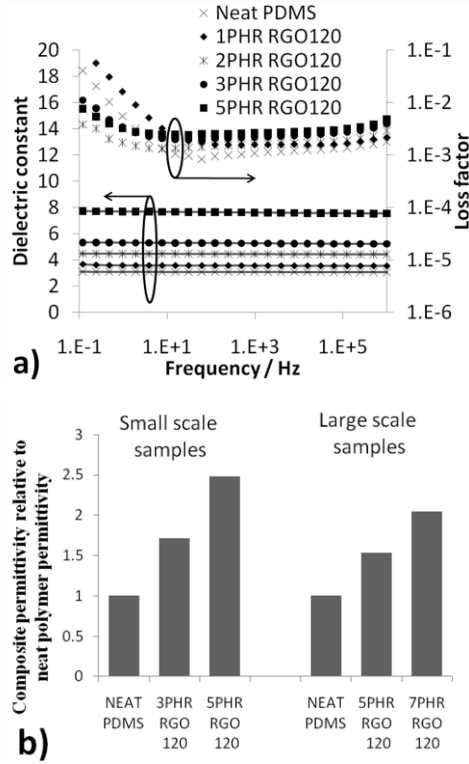 Neat PDMS
1PHR RGO120
2PHR RGO120
3PHR RGO120
5PHR RGO120
a)
Dielectric constant
20
18
16
14
12
10
8
6
4
2
0
1.E-1
1.E-2
1.E-3
1.E-4
1.E-5
1.E-6
Loss factor
1.E-1
1.E+1
1.E+3
1.E+5
Frequency / Hz
b)
Composite permittivity relative to
neat polymer permittivity
3
2.5
2
1.5
1
0.5
0
Small scale
samples
Large scale
samples
NEAT
PDMS
3PHR
RGO
120
5PHR
RGO
120
NEAT
PDMS
5PHR
RGO
120
7PHR
RGO
120